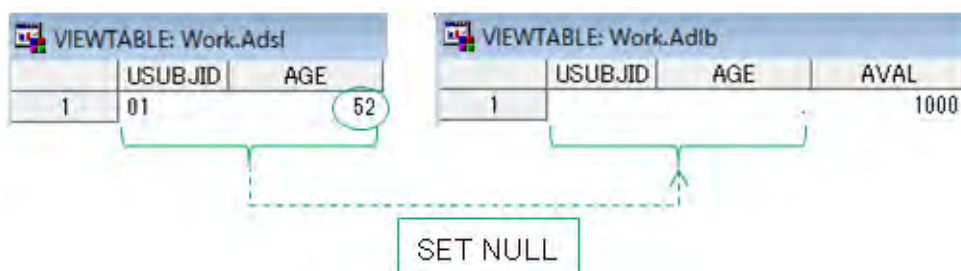 VIEWTABLE: Work.Adsl
USUBJID AGE
1 01 52
VIEWTABLE: Work.Adlb
USUBJID AGE AVAL
1 . 1000
SET NULL